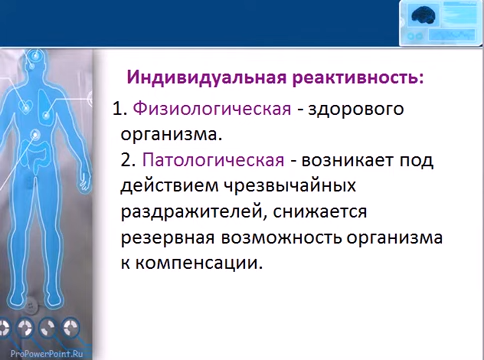 Индивидуальная реактивность:
1. Физиологическая - здорового
организма.
2. Патологическая - возникает под
действием чрезвычайных
раздражителей, снижается
резервная возможность организма
к компенсации.
ProPowerPoint.Ru